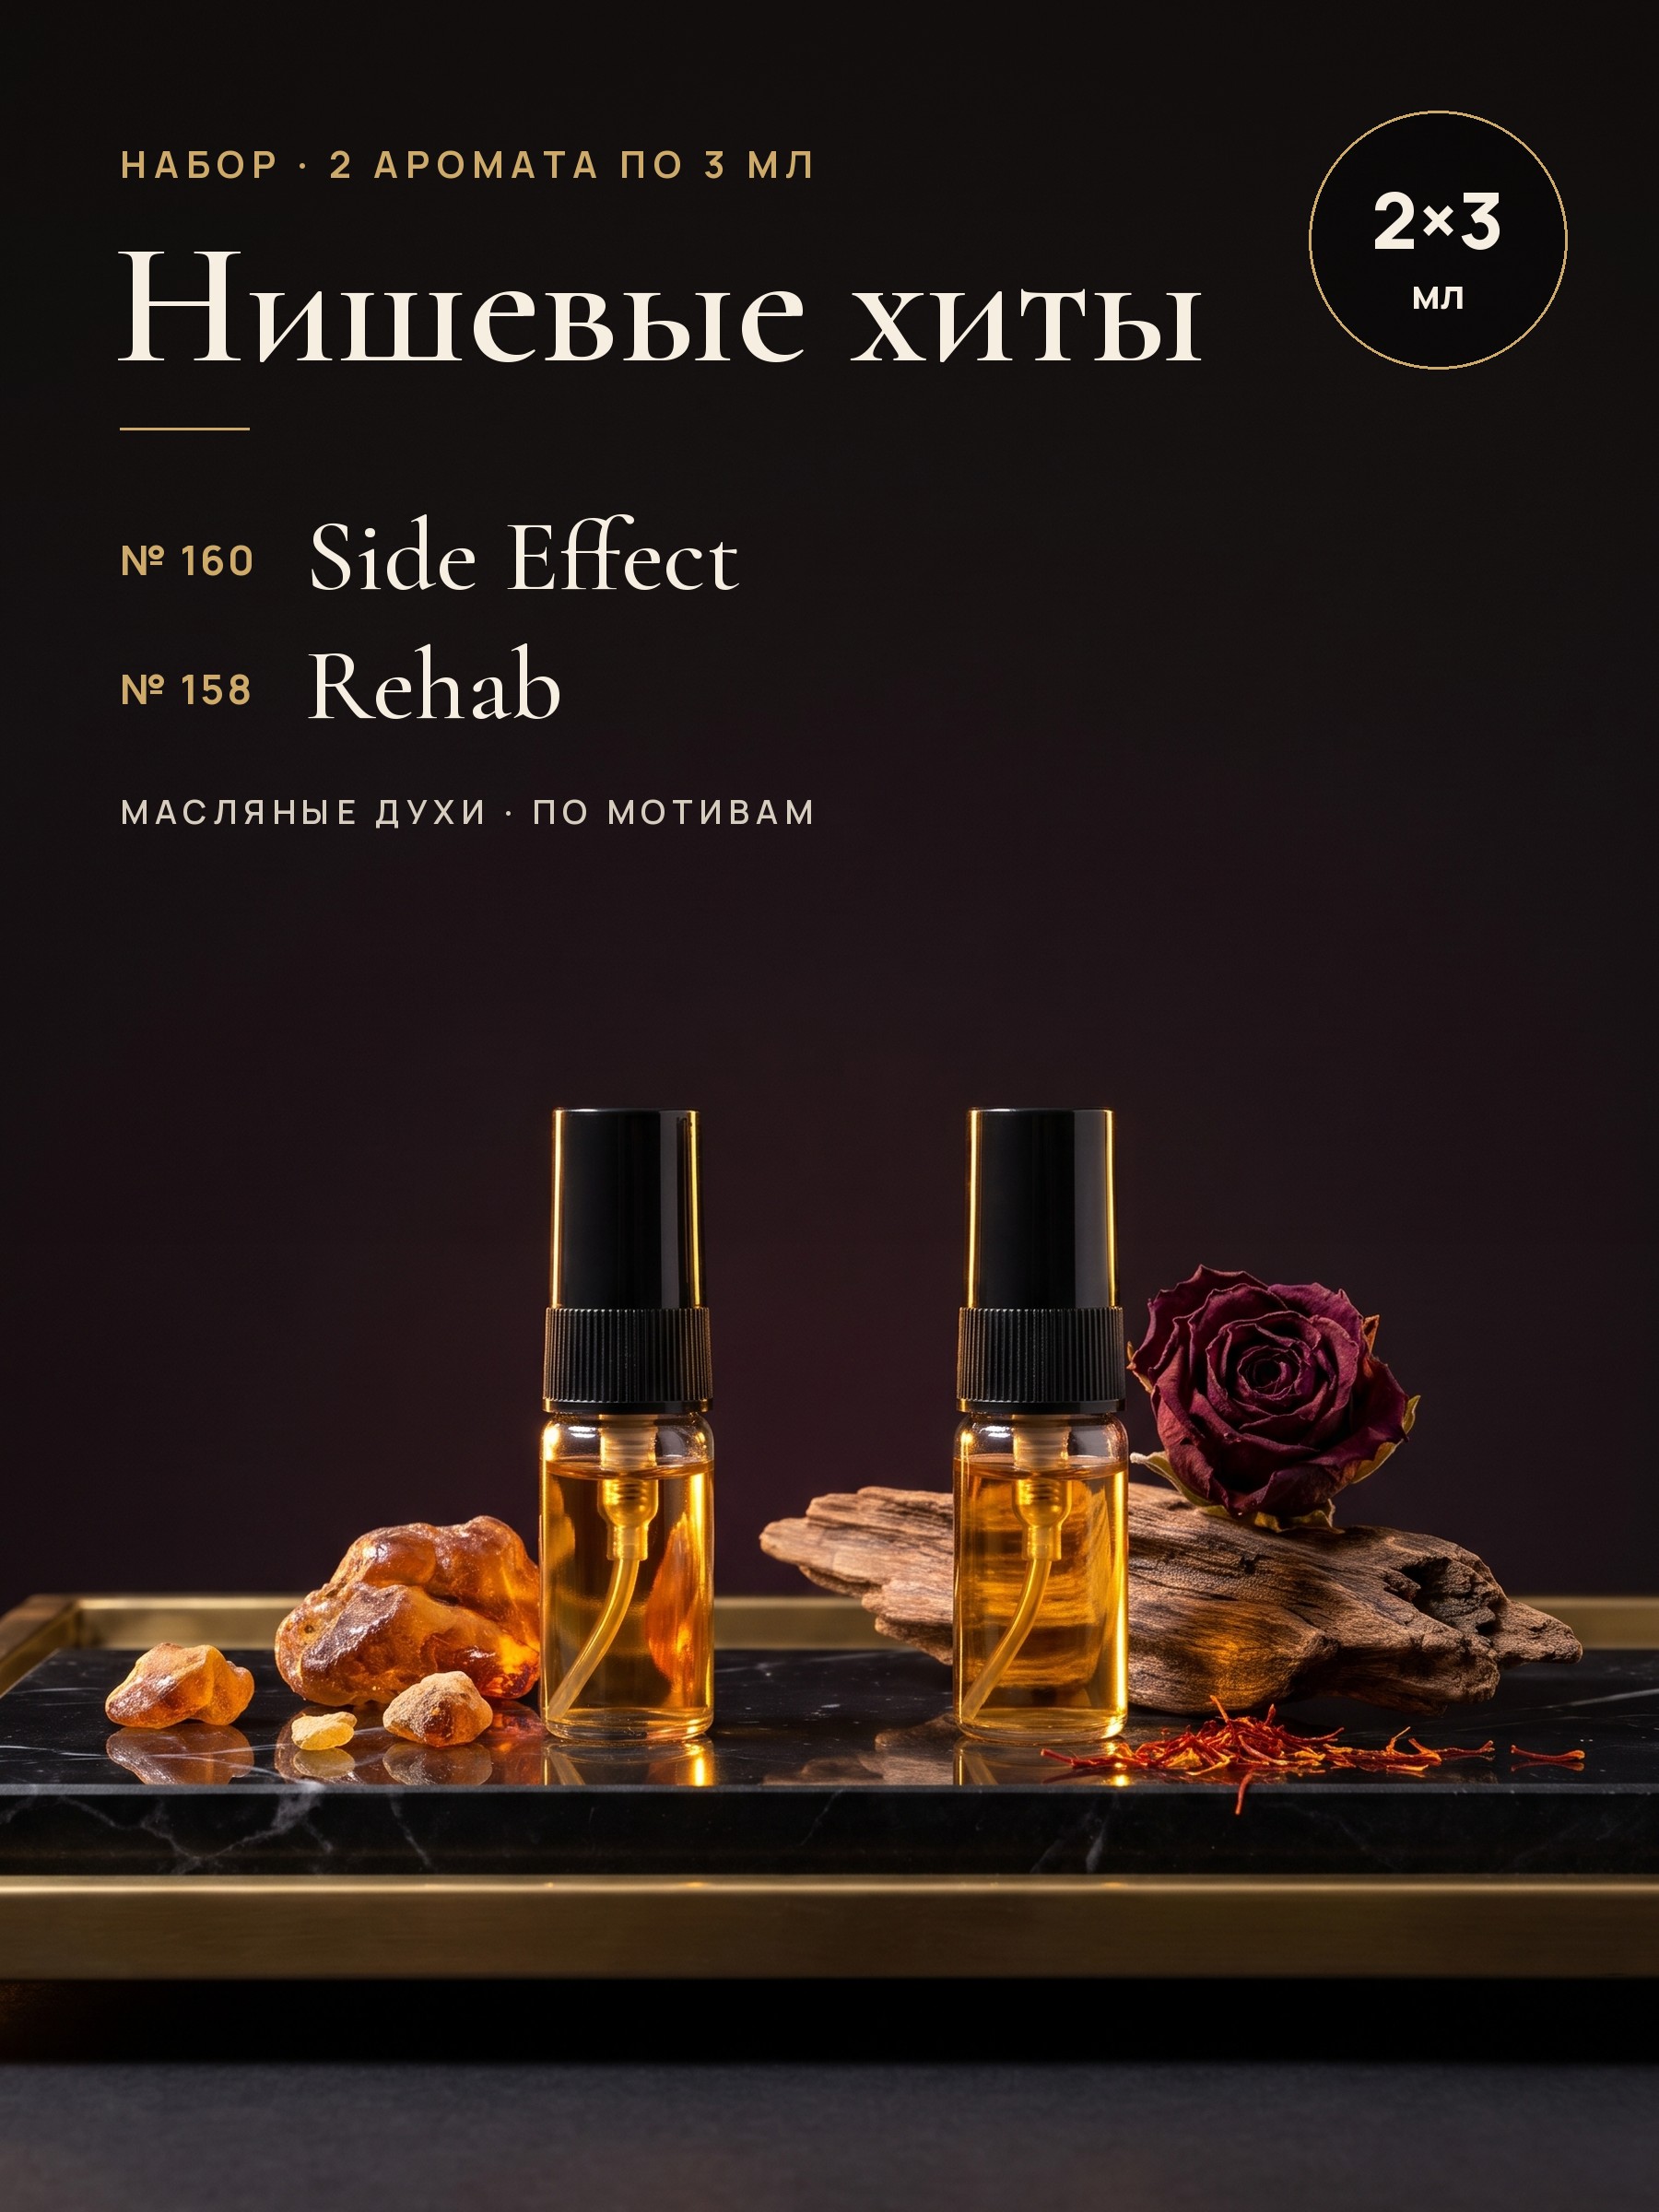 НАБОР · 2 АРОМАТА ПО 3 МЛ
Нишевые хиты
2×3
мл
№ 160 Side Effect
№ 158 Rehab
МАСЛЯНЫЕ ДУХИ · ПО МОТИВАМ